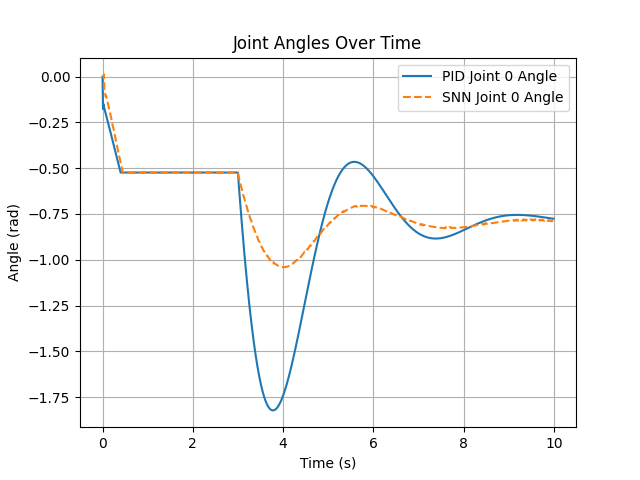 Joint Angles Over Time
PID Joint 0 Angle
SNN Joint 0 Angle
Angle (rad)
0.00
−0.25
−0.50
−0.75
−1.00
−1.25
−1.50
−1.75
0 2 4 6 8 10
Time (s)